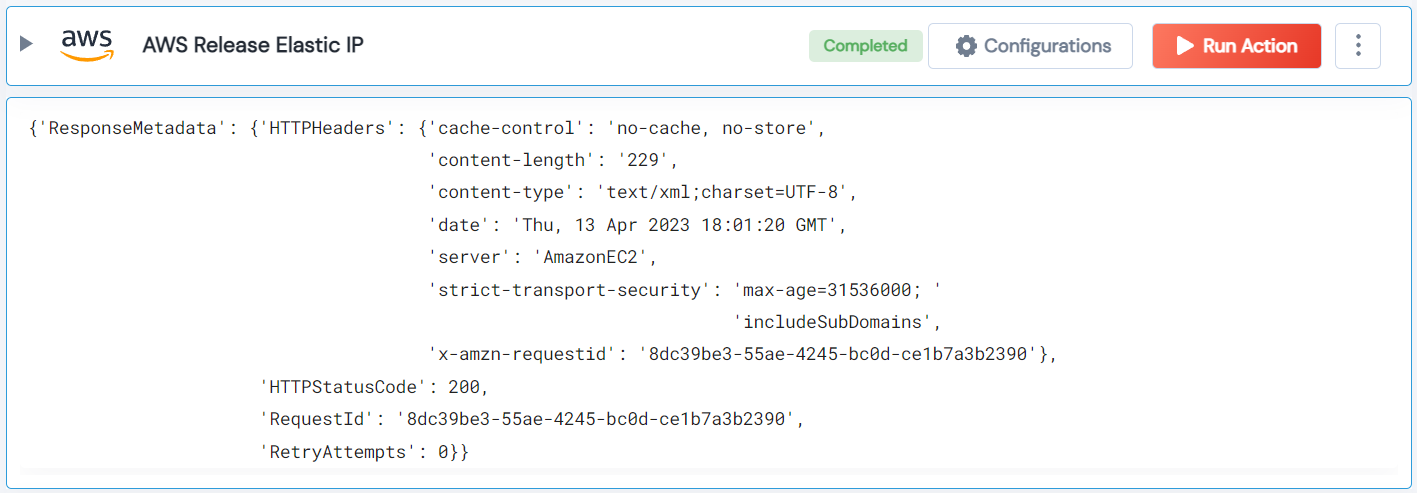 aws AWS Release Elastic IP Completed Configurations Run Action
{'ResponseMetadata': {'HTTPHeaders': {'cache-control': 'no-cache, no-store',
'content-length': '229',
'content-type': 'text/xml;charset=UTF-8',
'date': 'Thu, 13 Apr 2023 18:01:20 GMT',
'server': 'AmazonEC2',
'strict-transport-security': 'max-age=31536000; '
'includeSubDomains',
'x-amzn-requestid': '8dc39be3-55ae-4245-bc0d-ce1b7a3b2390'},
'HTTPStatusCode': 200,
'RequestId': '8dc39be3-55ae-4245-bc0d-ce1b7a3b2390',
'RetryAttempts': 0}}